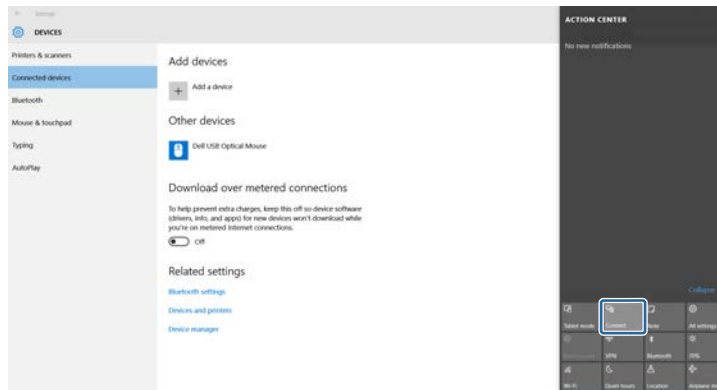 Settings
DEVICES
Printers & scanners
Connected devices
Bluetooth
Mouse & touchpad
Typing
AutoPlay
Add devices
Add a device
Other devices
Dell USB Optical Mouse
Download over metered connections
To help prevent extra charges, keep this off so device software
(drivers, info, and apps) for new devices won't download while
you're on metered Internet connections.
Off
Related settings
Bluetooth settings
Devices and printers
Device manager
ACTION CENTER
No new notifications
Collapse
Tablet mode
Connect
Note
All settings
VPN
Bluetooth
70%
Wi-Fi
Quiet hours
Location
Airplane m